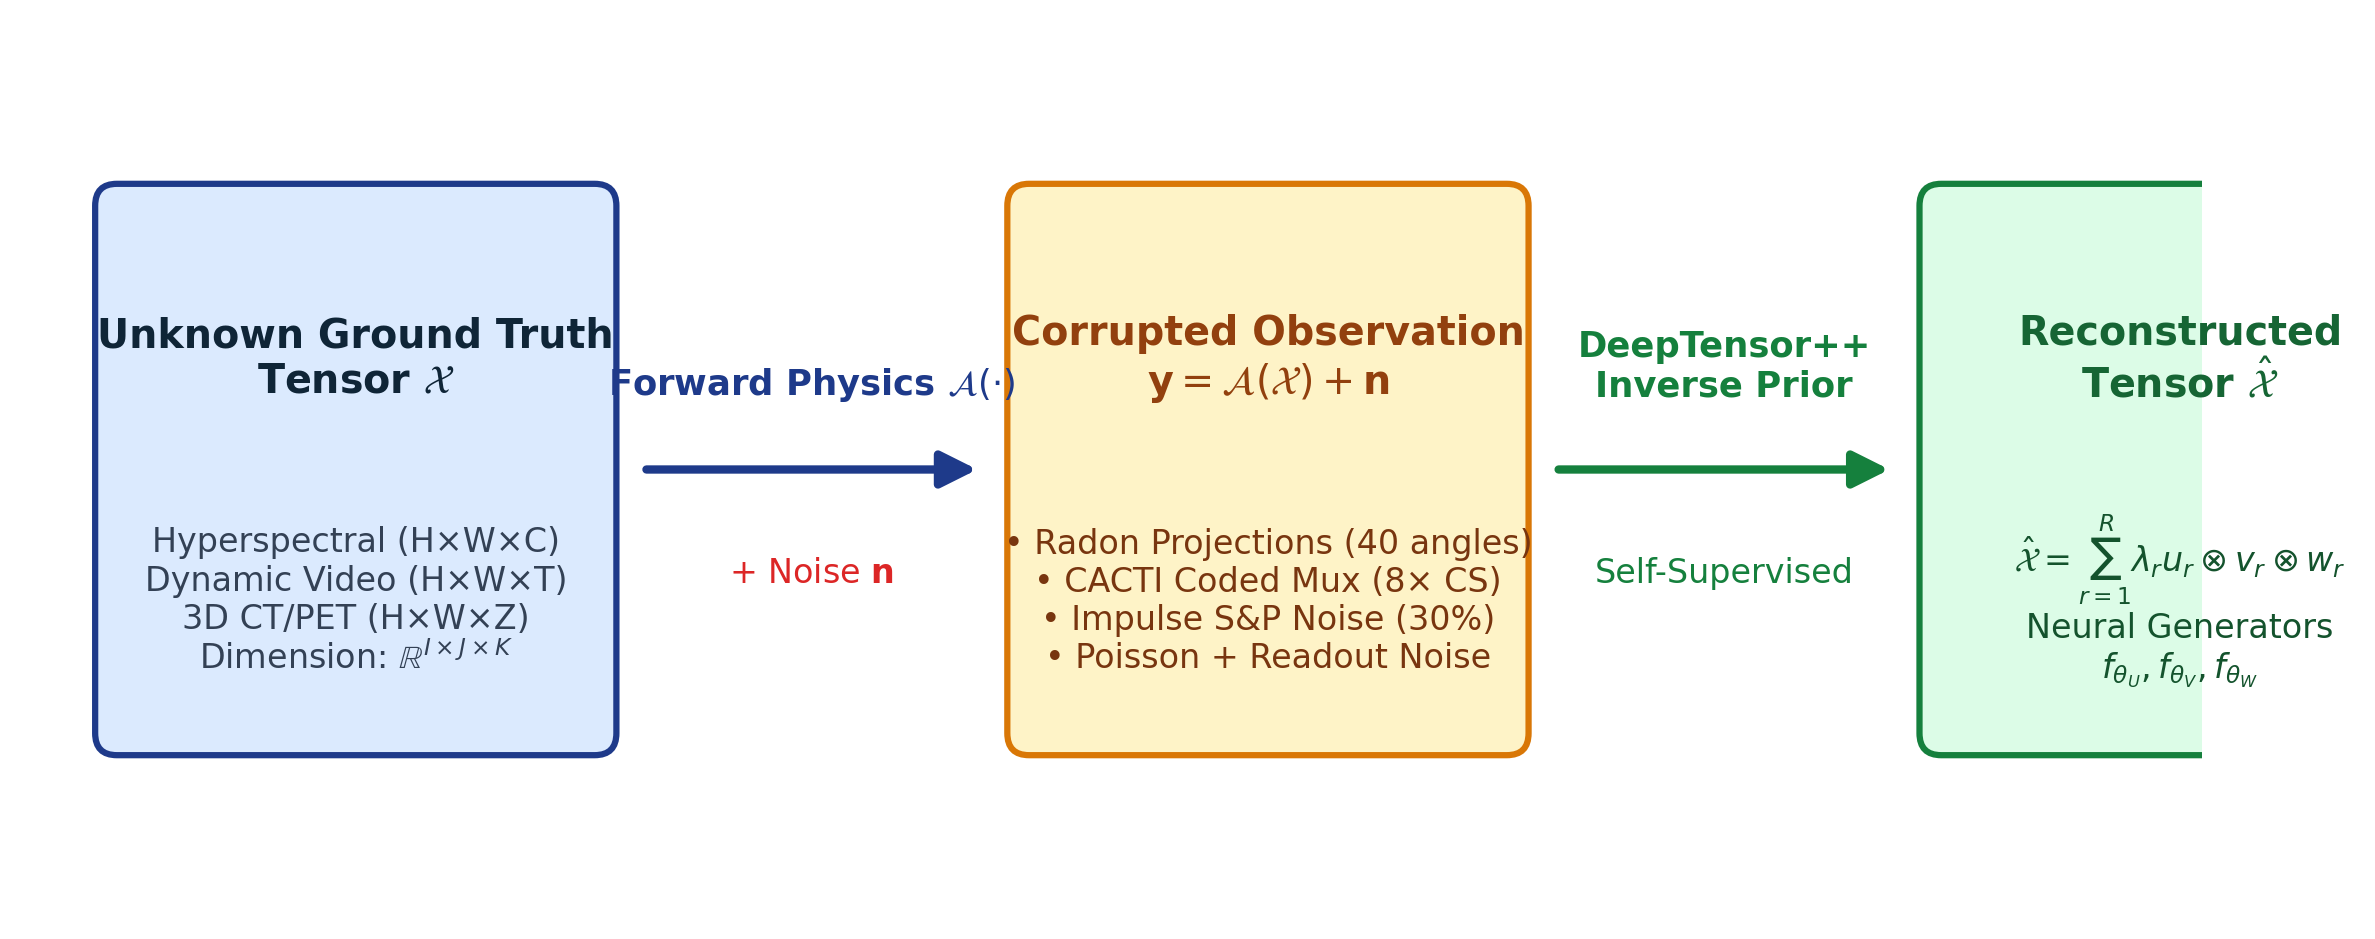 Unknown Ground Truth
Tensor 𝒳
Hyperspectral (H×W×C)
Dynamic Video (H×W×T)
3D CT/PET (H×W×Z)
Dimension: ℝ^{I×J×K}
Forward Physics 𝒜(·)
+ Noise n
Corrupted Observation
y = 𝒜(𝒳) + n
• Radon Projections (40 angles)
• CACTI Coded Mux (8× CS)
• Impulse S&P Noise (30%)
• Poisson + Readout Noise
DeepTensor++
Inverse Prior
Self-Supervised
Reconstructed
Tensor 𝒳̂
𝒳̂ = ∑_{r=1}^{R} λ_r u_r ⊗ v_r ⊗ w_r
Neural Generators
f_{θ_U}, f_{θ_V}, f_{θ_W}